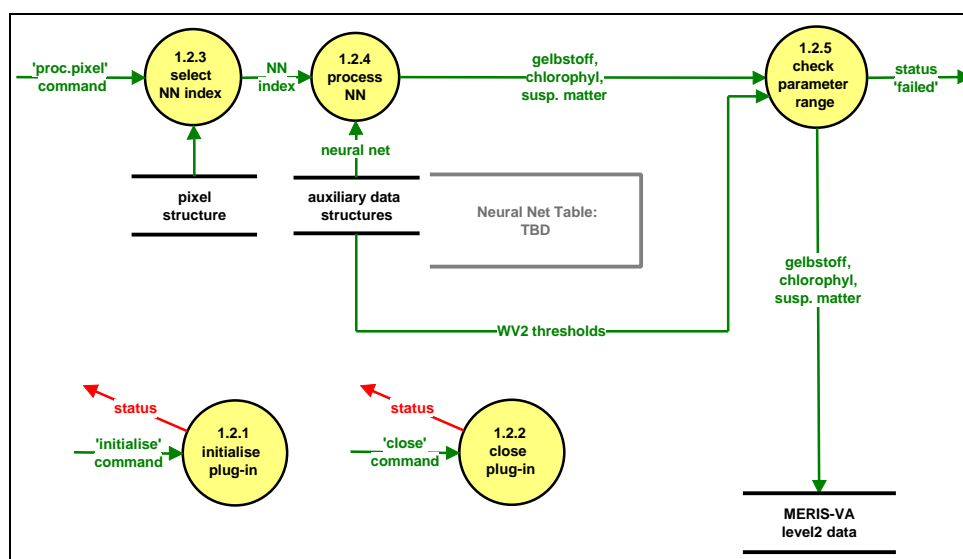 'proc.pixel'
command
1.2.3
select
NN index
NN
index
1.2.4
process
NN
gelbstoff,
chlorophyl,
susp. matter
1.2.5
check
parameter
range
status
'failed'
neural net
pixel
structure
auxiliary data
structures
Neural Net Table:
TBD
gelbstoff,
chlorophyl,
susp. matter
WV2 thresholds
status
'initialise'
command
1.2.1
initialise
plug-in
status
'close'
command
1.2.2
close
plug-in
MERIS-VA
level2 data